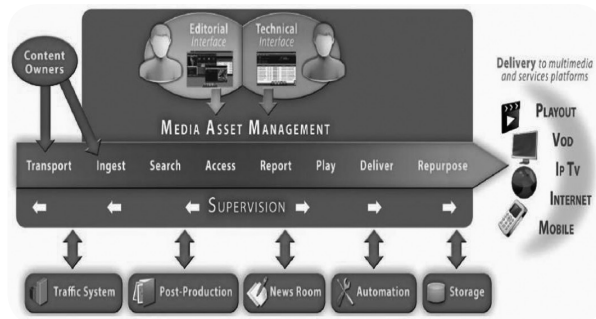 Editorial
Interface
Technical
Interface
Content
Owners
MEDIA ASSET MANAGEMENT
Delivery to multimedia
and services platforms
PLAYOUT
VOD
IP TV
INTERNET
MOBILE
Transport Ingest Search Access Report Play Deliver Repurpose
SUPERVISION
Traffic System Post-Production News Room Automation Storage